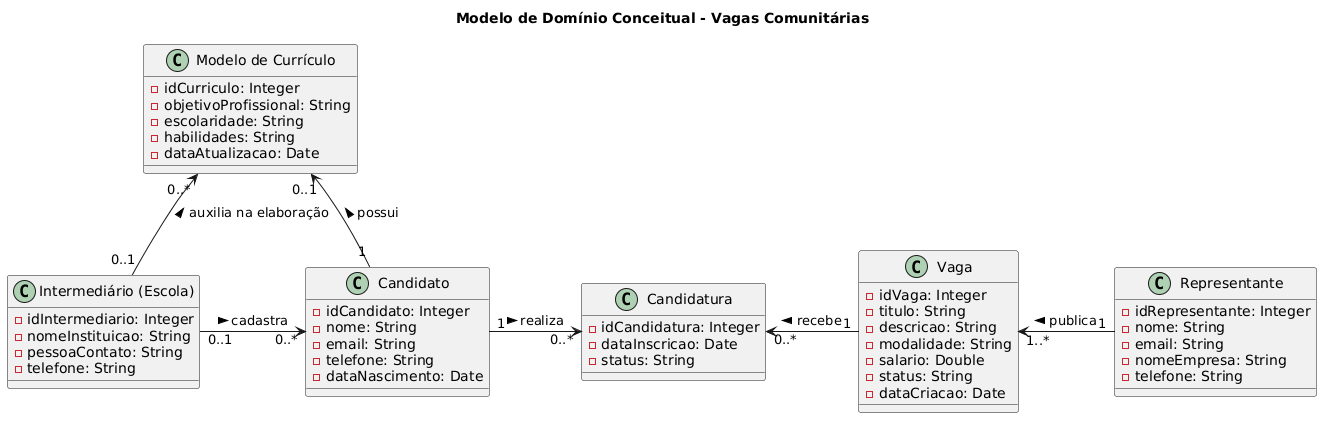 Modelo de Domínio Conceitual - Vagas Comunitárias
C Modelo de Currículo
idCurriculo: Integer
objetivoProfissional: String
escolaridade: String
habilidades: String
dataAtualizacao: Date
0..*
0..1
auxilia na elaboração
possui
0..1
1
C Intermediário (Escola)
idIntermediario: Integer
nomeInstituicao: String
pessoaContato: String
telefone: String
cadastra
0..1
0..*
C Candidato
idCandidato: Integer
nome: String
email: String
telefone: String
dataNascimento: Date
1
realiza
0..*
C Candidatura
idCandidatura: Integer
dataInscricao: Date
status: String
recebe
1
0..*
C Vaga
idVaga: Integer
titulo: String
descricao: String
modalidade: String
salario: Double
status: String
dataCriacao: Date
publica
1
1..*
C Representante
idRepresentante: Integer
nome: String
email: String
nomeEmpresa: String
telefone: String